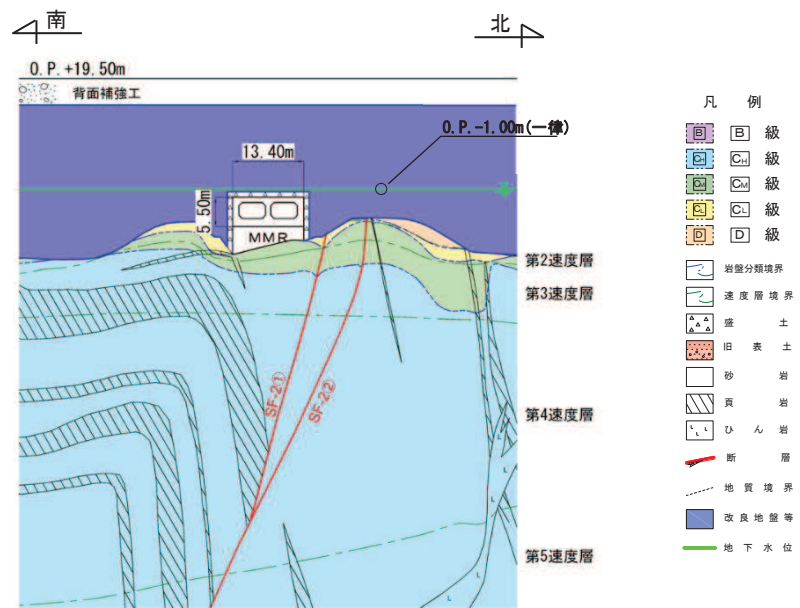 南
北
O.P.+19.50m
背面補強工
O.P.-1.00m(一律)
13.40m
5.50m
MMR
第2速度層
第3速度層
SF-2①
SF-2②
第4速度層
第5速度層
凡 例
B B 級
CH CH 級
CM CM 級
CL CL 級
D D 級
岩盤分類境界
速度層境界
盛 土
旧 表 土
砂 岩
頁 岩
ひ ん 岩
断 層
地 質 境 界
改 良 地 盤 等
地 下 水 位